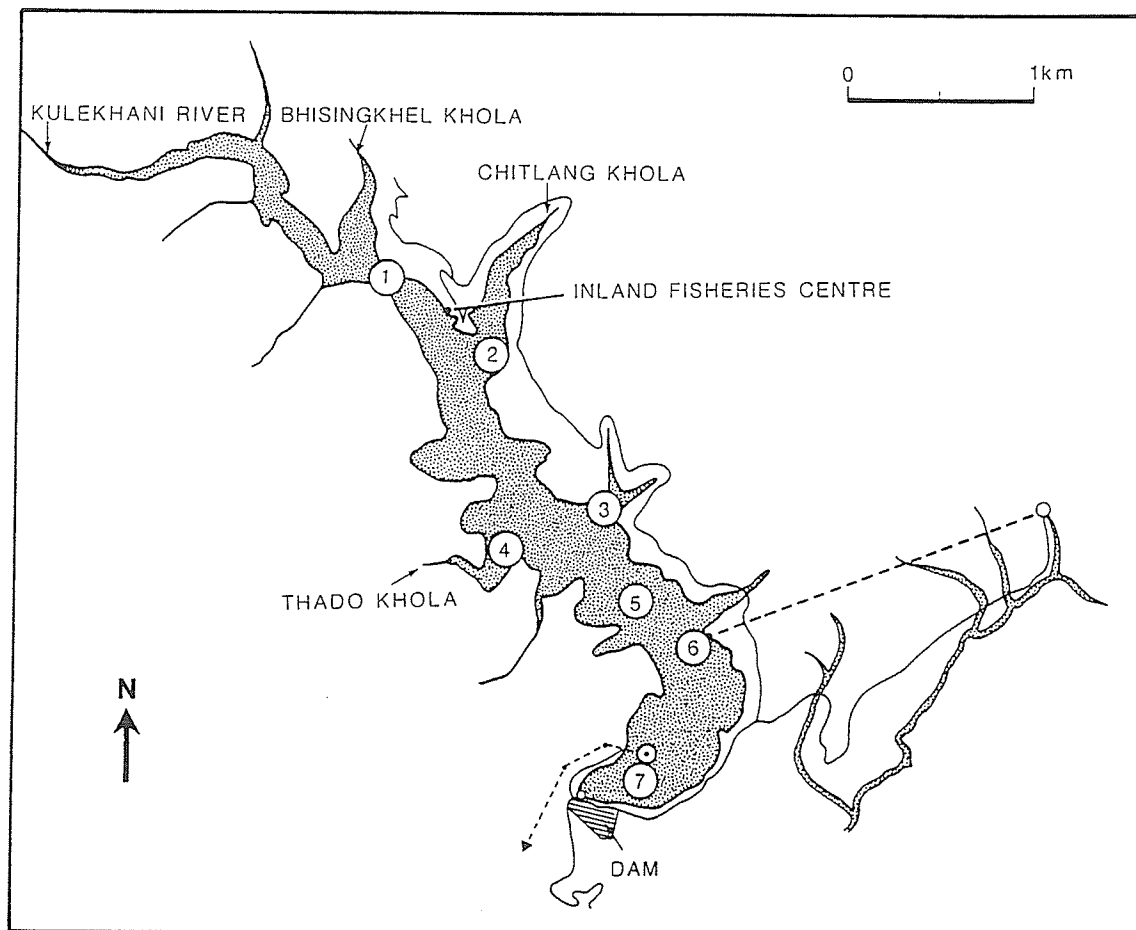 0 1km
KULEKHANI RIVER BHISINGKHEL KHOLA
CHITLANG KHOLA
1
INLAND FISHERIES CENTRE
2
3
4
THADO KHOLA
5
6
N
7
DAM